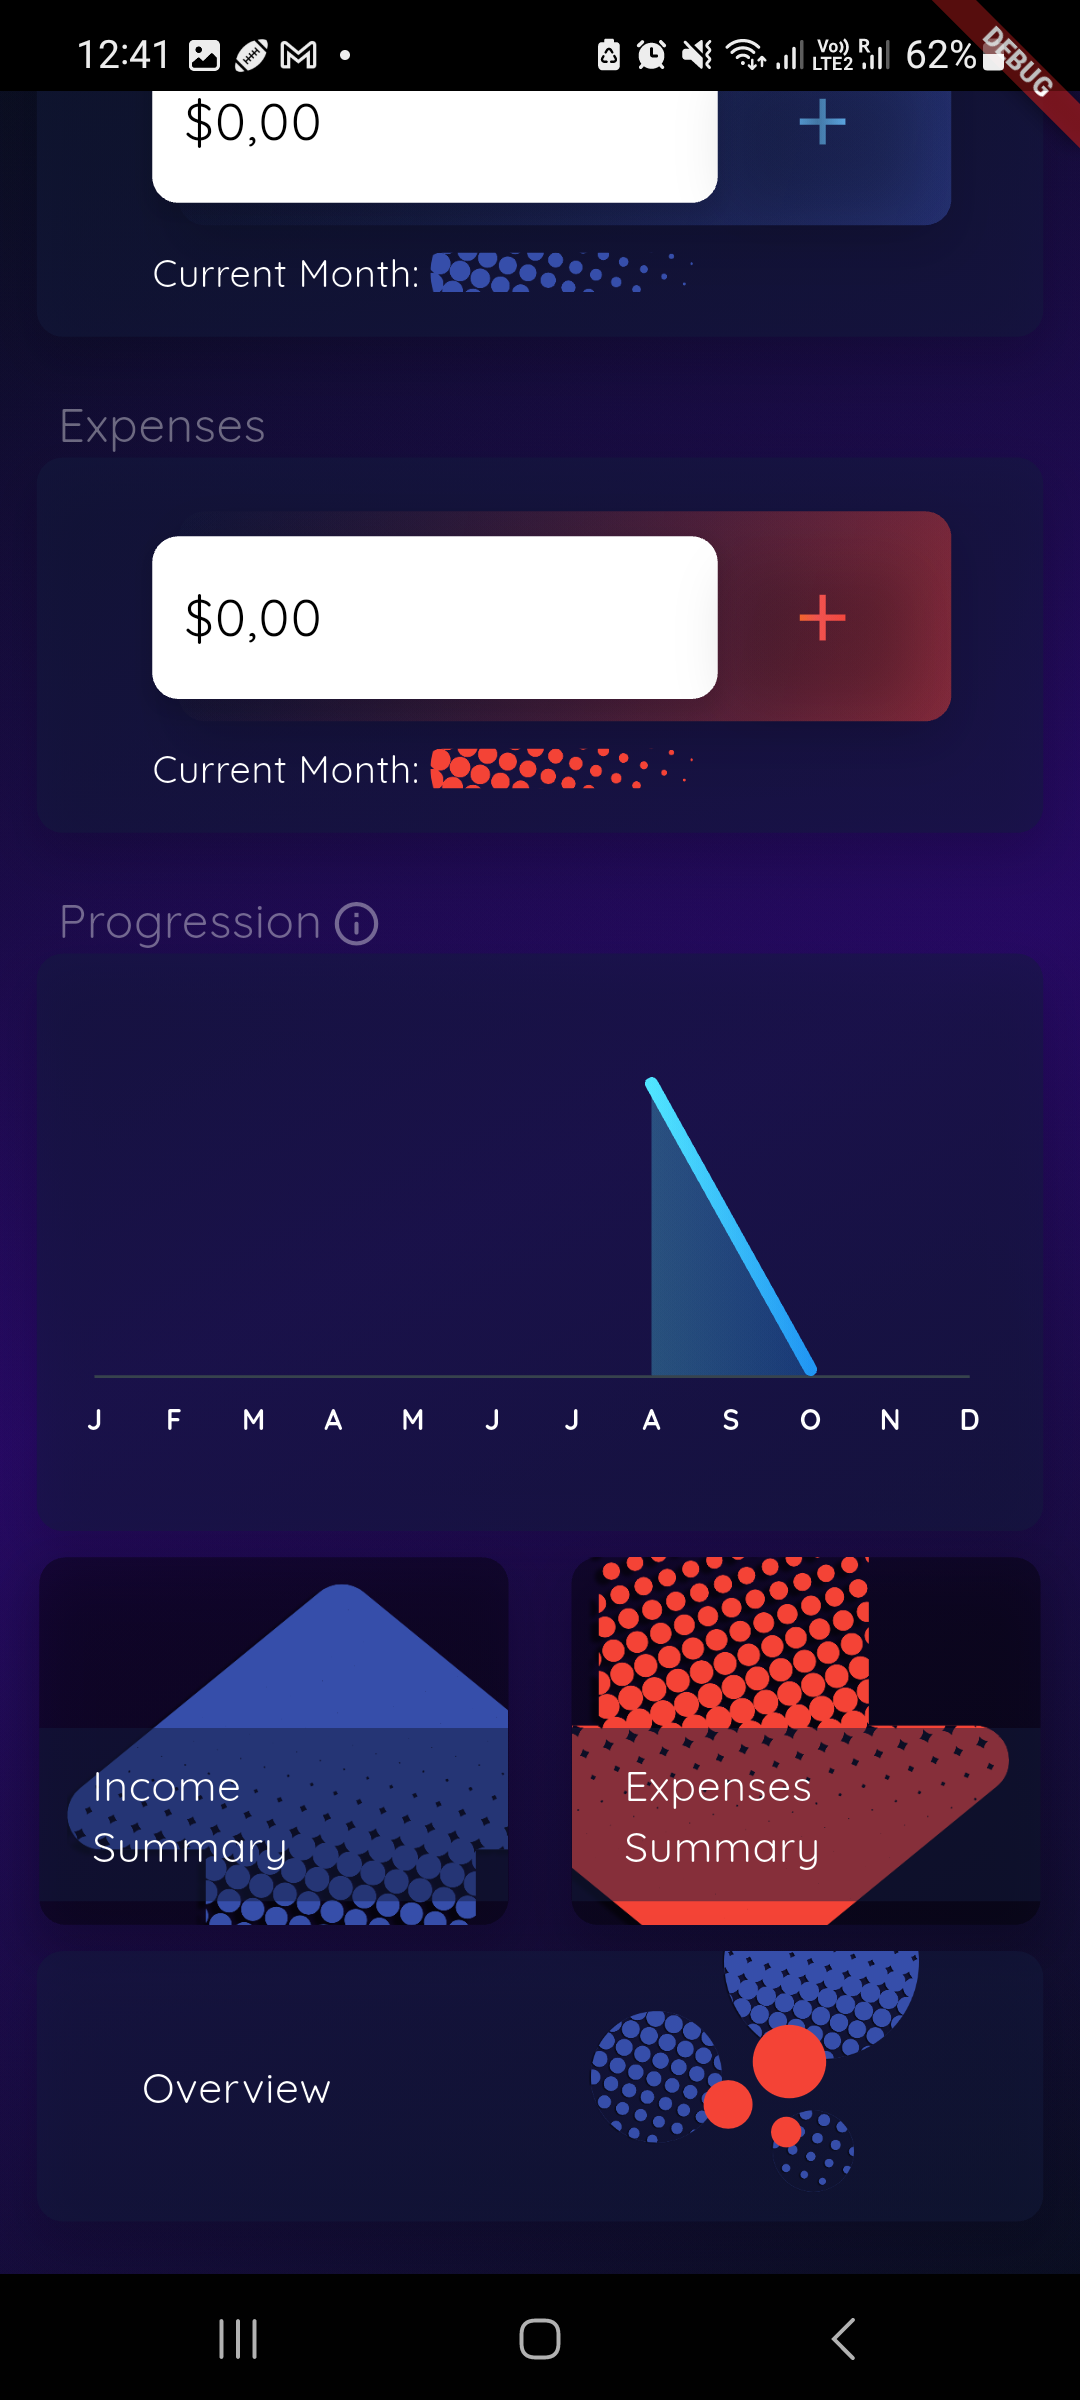 12:41
Vo))
LTE2
R
62%
DEBUG
$0,00
+
Current Month:
Expenses
$0,00
+
Current Month:
Progression
J F M A M J J A S O N D
Income
Summary
Expenses
Summary
Overview